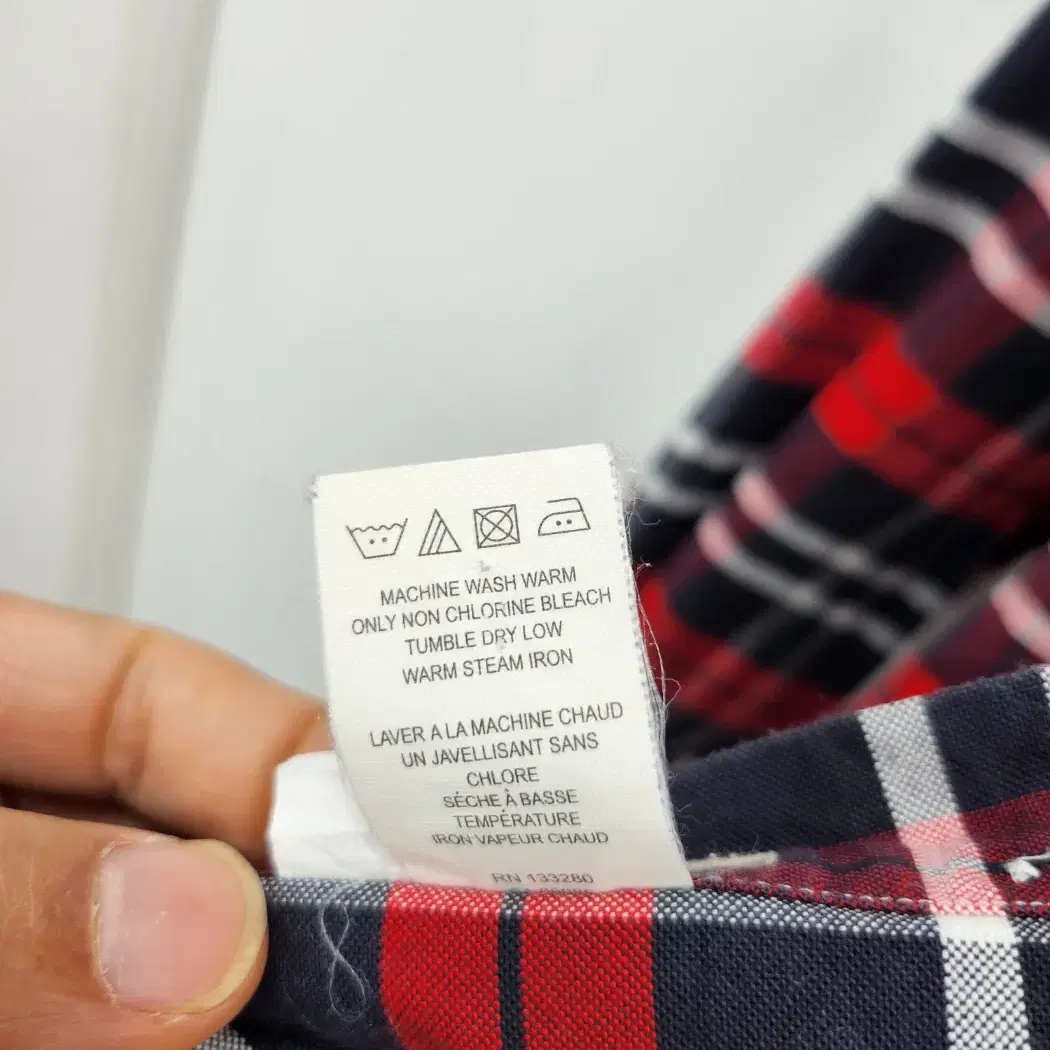 MACHINE WASH WARM
ONLY NON CHLORINE BLEACH
TUMBLE DRY LOW
WARM STEAM IRON
LAVER A LA MACHINE CHAUD
UN JAVELLISANT SANS
CHLORE
SÉCHE À BASSE
TEMPÉRATURE
IRON VAPEUR CHAUD
RN 133280